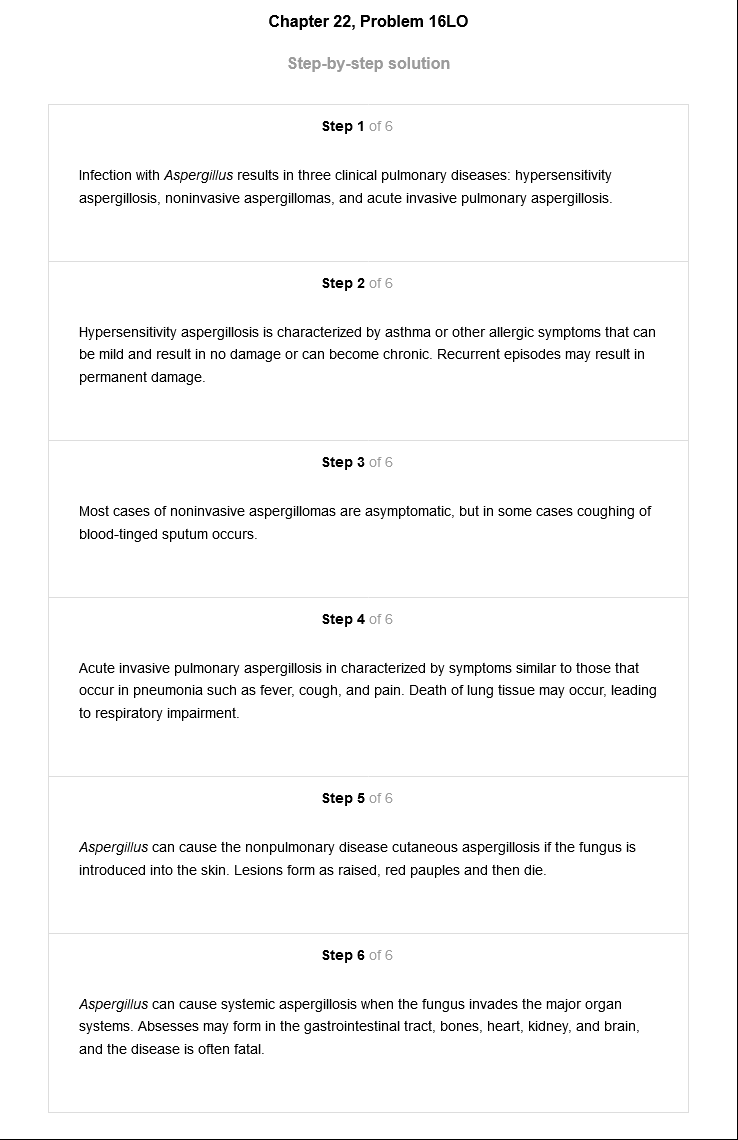 Chapter 22, Problem 16LO
Step-by-step solution
Step 1 of 6
Infection with Aspergillus results in three clinical pulmonary diseases: hypersensitivity
aspergillosis, noninvasive aspergillomas, and acute invasive pulmonary aspergillosis.
Step 2 of 6
Hypersensitivity aspergillosis is characterized by asthma or other allergic symptoms that can
be mild and result in no damage or can become chronic. Recurrent episodes may result in
permanent damage.
Step 3 of 6
Most cases of noninvasive aspergillomas are asymptomatic, but in some cases coughing of
blood-tinged sputum occurs.
Step 4 of 6
Acute invasive pulmonary aspergillosis in characterized by symptoms similar to those that
occur in pneumonia such as fever, cough, and pain. Death of lung tissue may occur, leading
to respiratory impairment.
Step 5 of 6
Aspergillus can cause the nonpulmonary disease cutaneous aspergillosis if the fungus is
introduced into the skin. Lesions form as raised, red pauples and then die.
Step 6 of 6
Aspergillus can cause systemic aspergillosis when the fungus invades the major organ
systems. Absesses may form in the gastrointestinal tract, bones, heart, kidney, and brain,
and the disease is often fatal.